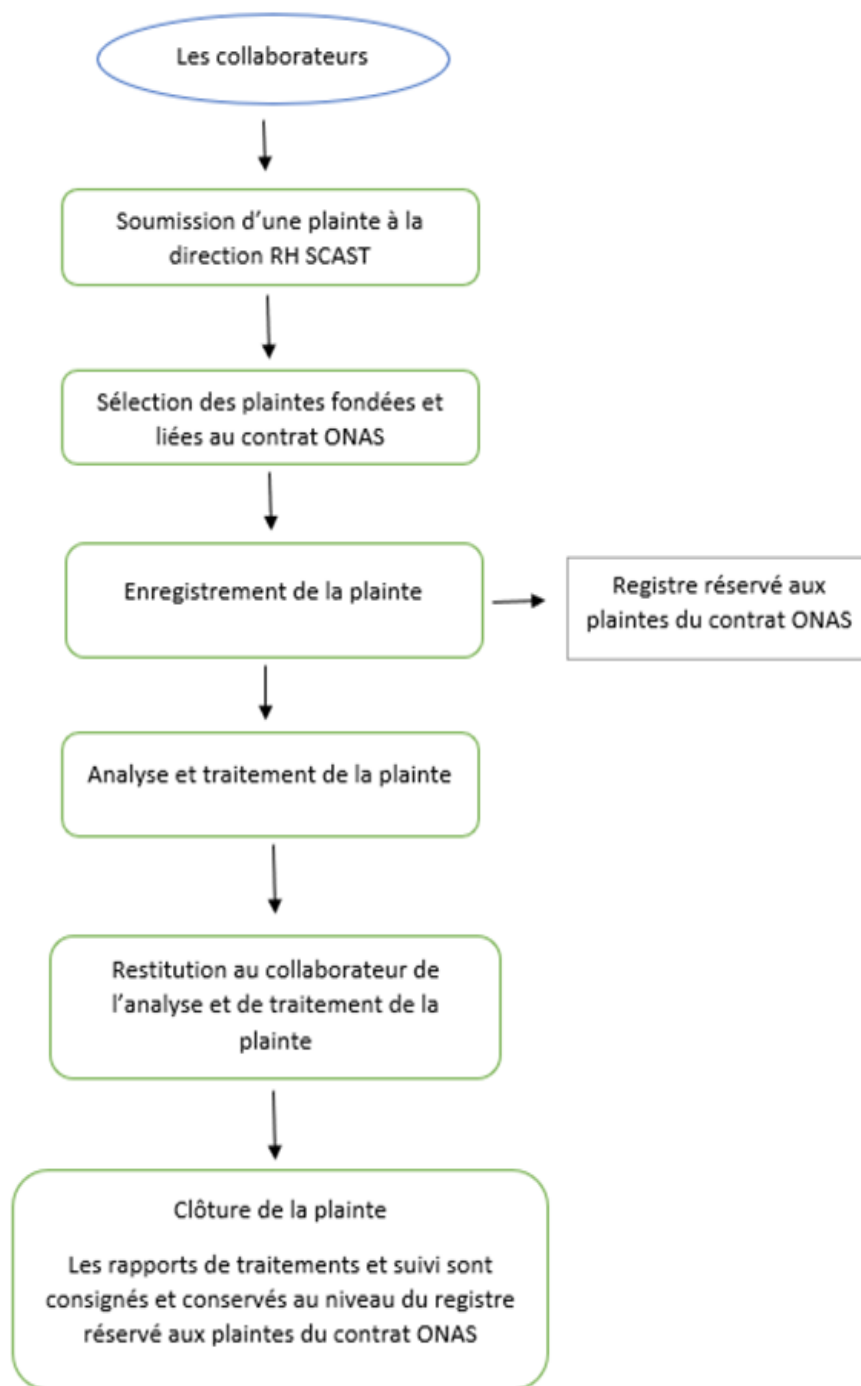 Les collaborateurs
Soumission d'une plainte à la
direction RH SCAST
Sélection des plaintes fondées et
liées au contrat ONAS
Enregistrement de la plainte
Registre réservé aux
plaintes du contrat ONAS
Analyse et traitement de la plainte
Restitution au collaborateur de
l'analyse et de traitement de la
plainte
Clôture de la plainte
Les rapports de traitements et suivi sont
consignés et conservés au niveau du registre
réservé aux plaintes du contrat ONAS